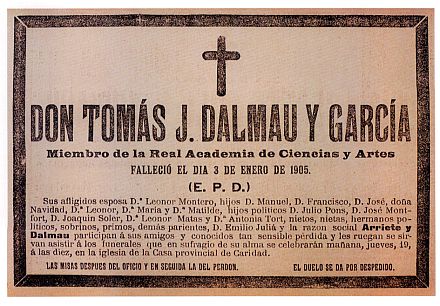 DON TOMÁS J. DALMAU Y GARCÍA
Miembro de la Real Academia de Ciencias y Artes
FALLECIÓ EL DIA 3 DE ENERO DE 1905.
(E. P. D.)
Sus afligidos esposa D.ª Leonor Montero, hijos D. Manuel, D. Francisco, D. José, doña
Navidad, D.ª Leonor, D.ª María y D.ª Matilde, hijos políticos D. Julio Pons, D. José Mont-
fort, D. Joaquin Soler, D.ª Leonor Matas y D.ª Antonia Tort, nietos, nietas, hermanos po-
líticos, sobrinos, primos, demás parientes, D. Emilio Juliá y la razon social Arriete y
Dalmau participan á sus amigos y conocidos tan sensible pérdida y les ruegan se sir-
van asistir á los funerales que en sufragio de su alma se celebrarán mañana, jueves, 19,
á las diez, en la iglesia de la Casa provincial de Caridad.
LAS MISAS DESPUES DEL OFICIO Y EN SEGUIDA LA DEL PERDON. EL DUELO SE DA POR DESPEDIDO.